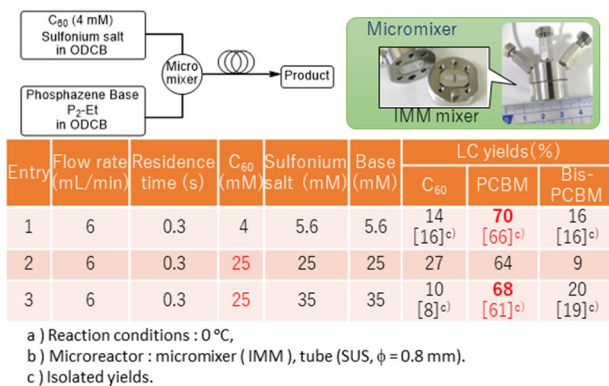 C60 (4 mM)
Sulfonium salt
in ODCB
Phosphazene Base
P2-Et
in ODCB
Micro
mixer
Product
Micromixer
IMM mixer
Entry Flow rate (mL/min) Residence time (s) C60 (mM) Sulfonium salt (mM) Base (mM) LC yields(%)
C60 PCBM Bis-PCBM
1 6 0.3 4 5.6 5.6 14 [16]c) 70 [66]c) 16 [16]c)
2 6 0.3 25 25 25 27 64 9
3 6 0.3 25 35 35 10 [8]c) 68 [61]c) 20 [19]c)
a ) Reaction conditions : 0 ºC,
b ) Microreactor : micromixer ( IMM ), tube (SUS, ϕ = 0.8 mm).
c ) Isolated yields.